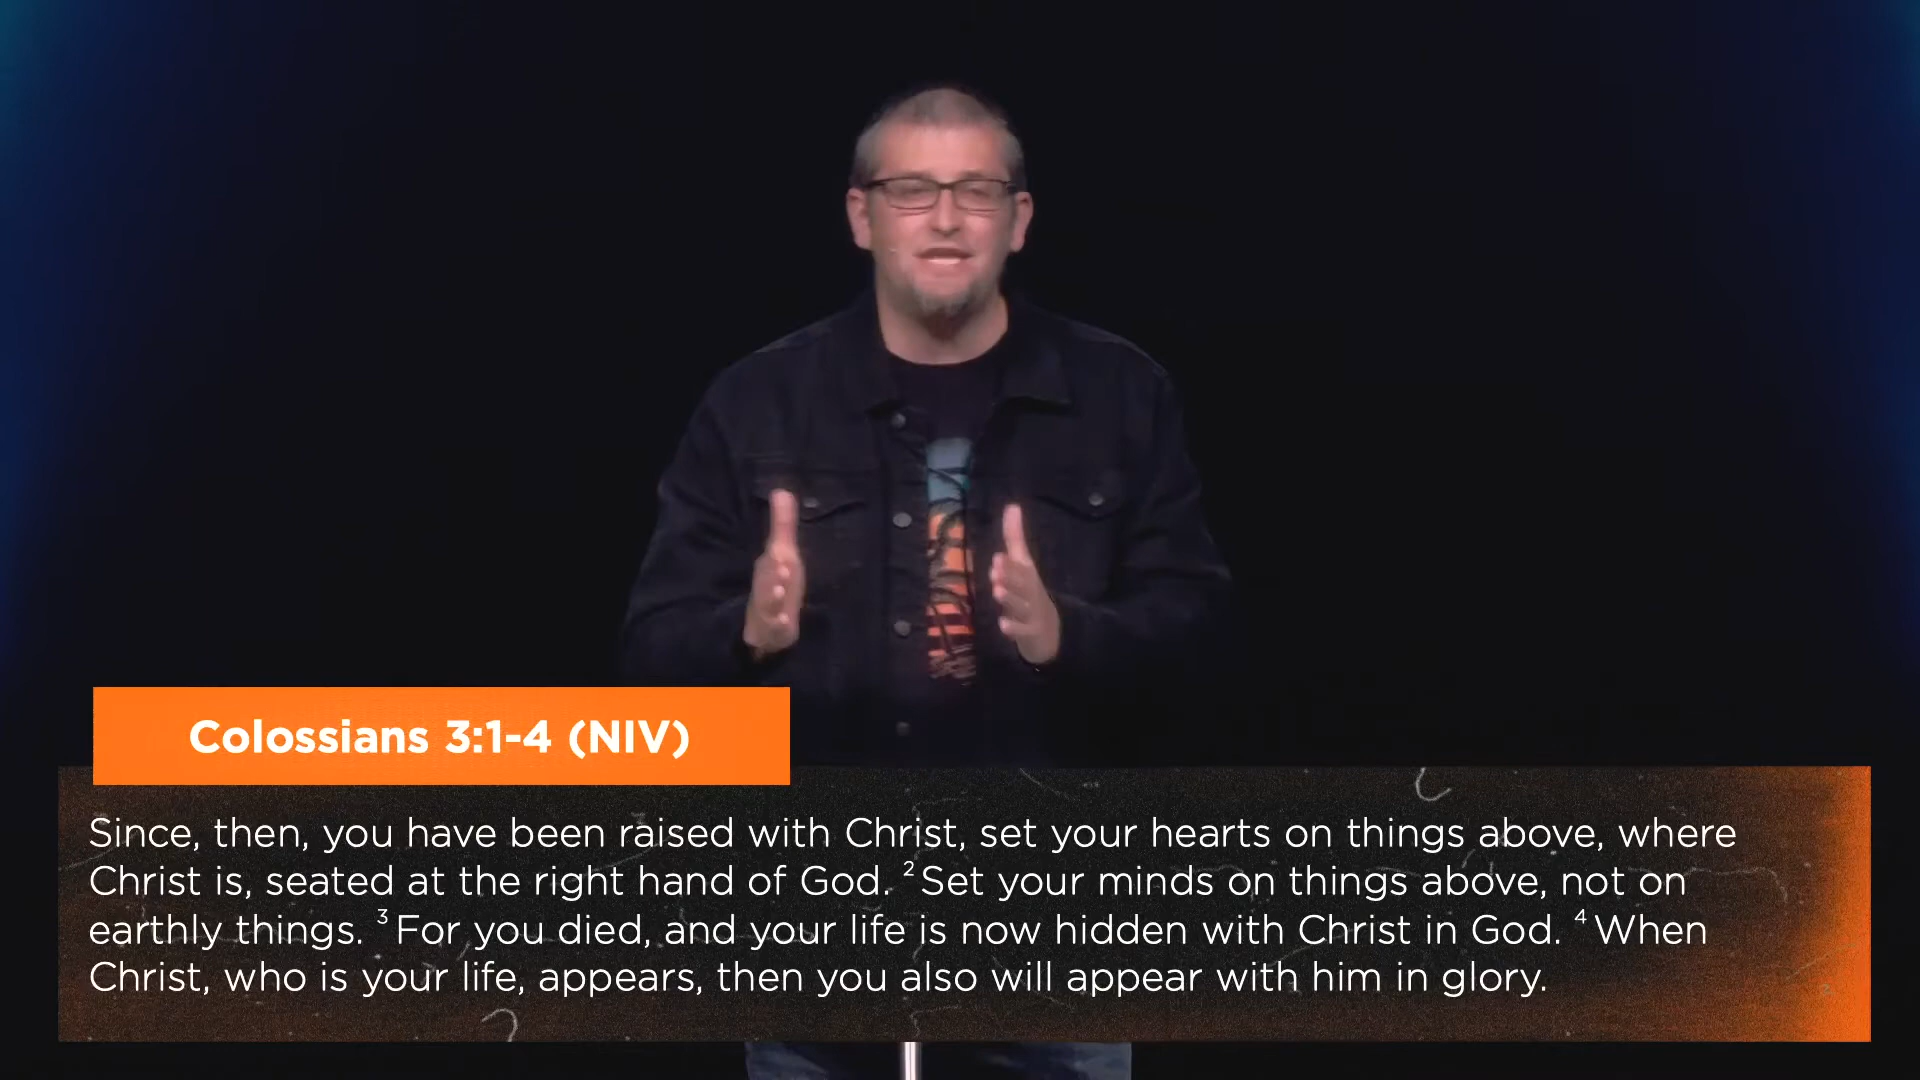 Colossians 3:1-4 (NIV)
Since, then, you have been raised with Christ, set your hearts on things above, where
Christ is, seated at the right hand of God. ²Set your minds on things above, not on
earthly things. ³For you died, and your life is now hidden with Christ in God. ⁴When
Christ, who is your life, appears, then you also will appear with him in glory.